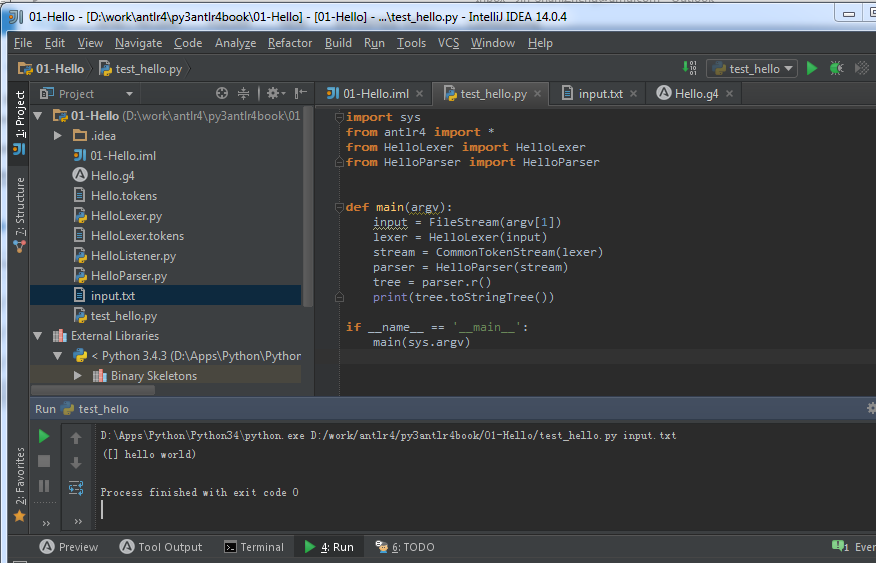 01-Hello - [D:\work\antlr4\py3antlr4book\01-Hello] - [01-Hello] - ...\test_hello.py - IntelliJ IDEA 14.0.4
File Edit View Navigate Code Analyze Refactor Build Run Tools VCS Window Help
01-Hello test_hello.py test_hello
Project 01-Hello.iml test_hello.py input.txt Hello.g4
1: Project
7: Structure
2: Favorites
01-Hello (D:\work\antlr4\py3antlr4book\01
.idea
01-Hello.iml
Hello.g4
Hello.tokens
HelloLexer.py
HelloLexer.tokens
HelloListener.py
HelloParser.py
input.txt
test_hello.py
External Libraries
< Python 3.4.3 (D:\Apps\Python\Python
Binary Skeletons
import sys
from antlr4 import *
from HelloLexer import HelloLexer
from HelloParser import HelloParser
def main(argv):
input = FileStream(argv[1])
lexer = HelloLexer(input)
stream = CommonTokenStream(lexer)
parser = HelloParser(stream)
tree = parser.r()
print(tree.toStringTree())
if __name__ == '__main__':
main(sys.argv)
Run test_hello
D:\Apps\Python\Python34\python.exe D:/work/antlr4/py3antlr4book/01-Hello/test_hello.py input.txt
([] hello world)
Process finished with exit code 0
Preview Tool Output Terminal 4: Run 6: TODO 1 Even